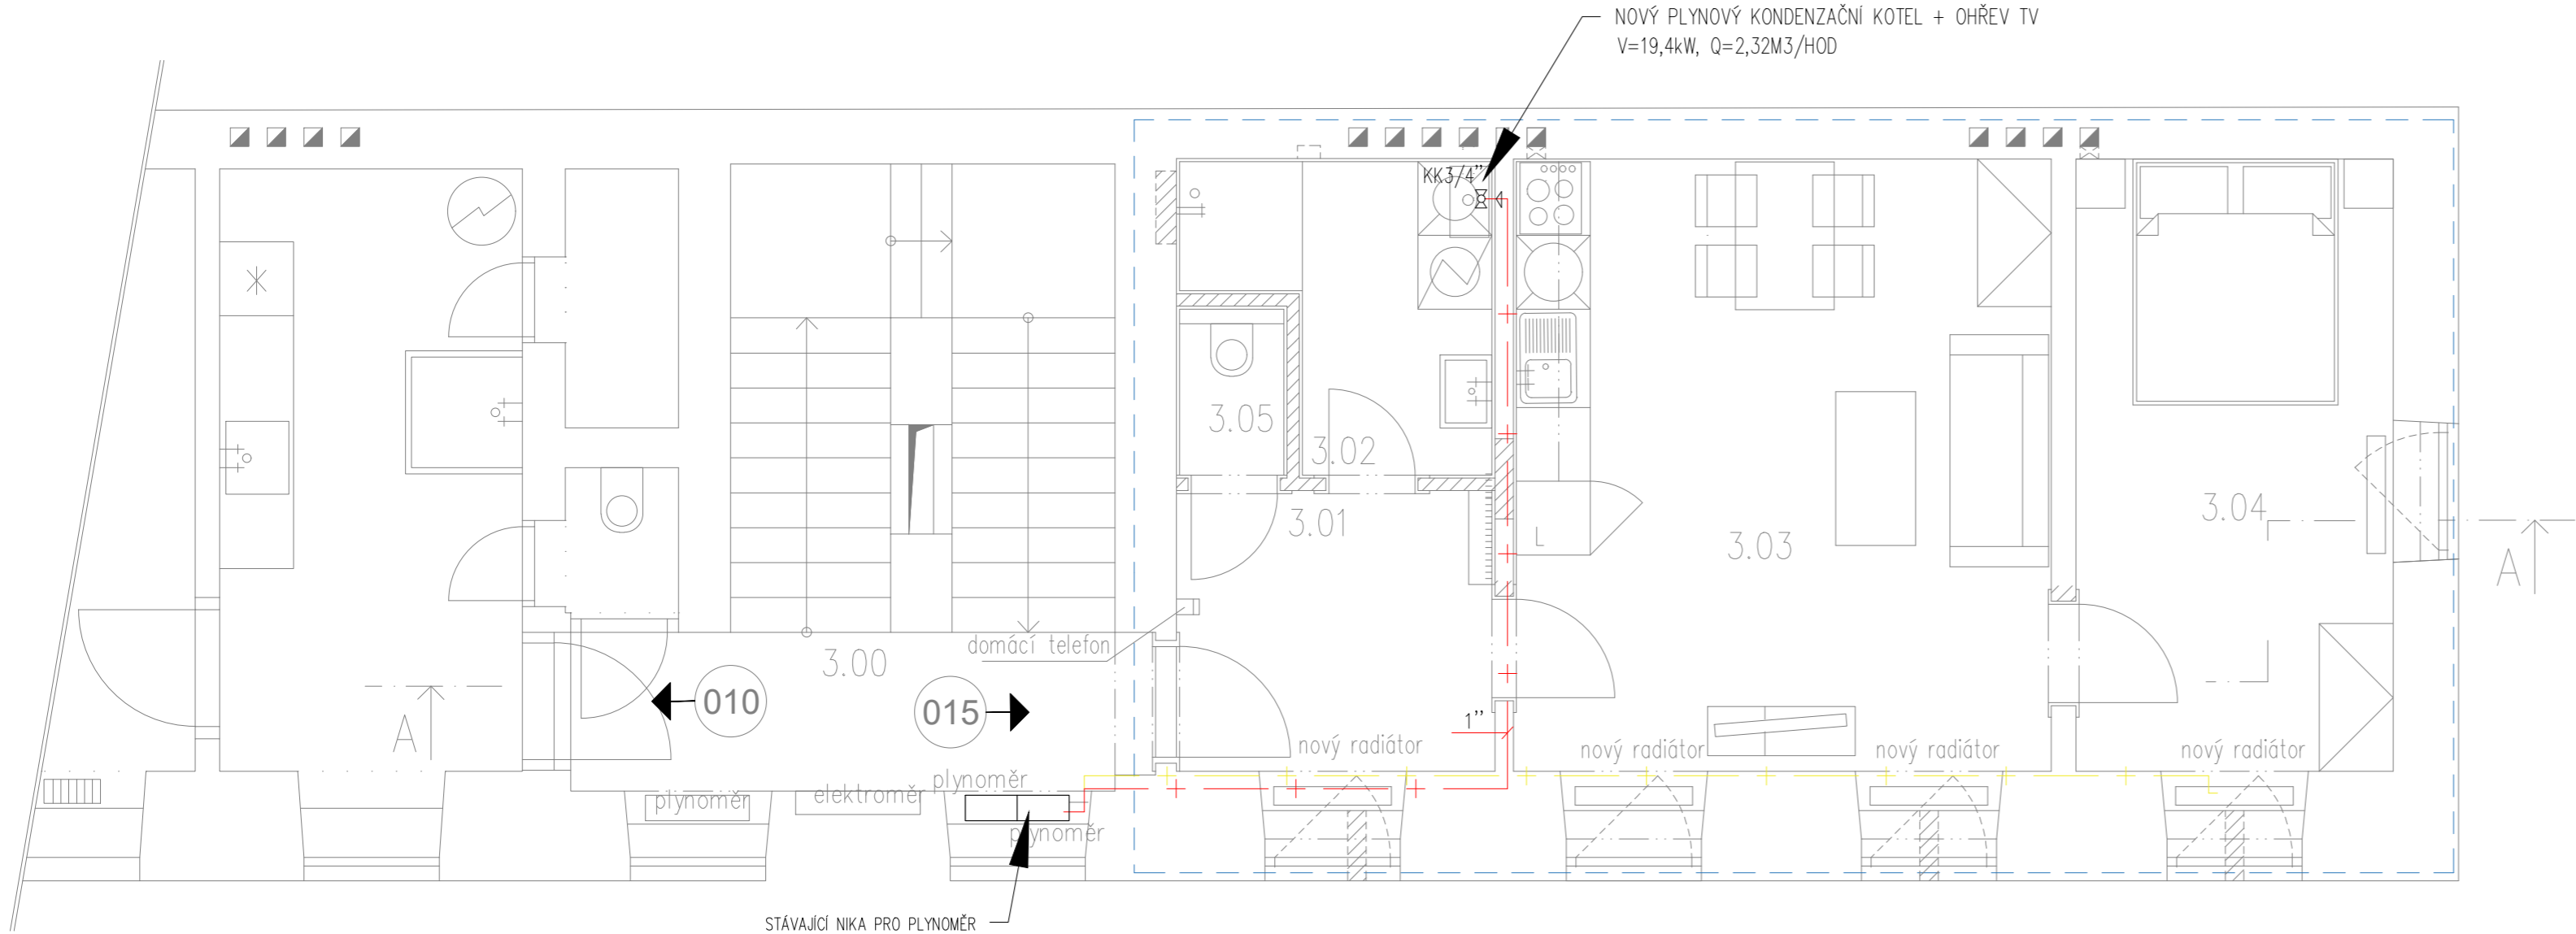 NOVÝ PLYNOVÝ KONDENZAČNÍ KOTEL + OHŘEV TV
V=19,4kW, Q=2,32M3/HOD
KK3/4"
3.05
3.02
3.01
3.03
3.04
L
A
A
domácí telefon
3.00
010
015
1''
nový radiátor
nový radiátor
nový radiátor
nový radiátor
plynoměr
elektroměr
plynoměr
plynoměr
STÁVAJÍCÍ NIKA PRO PLYNOMĚR